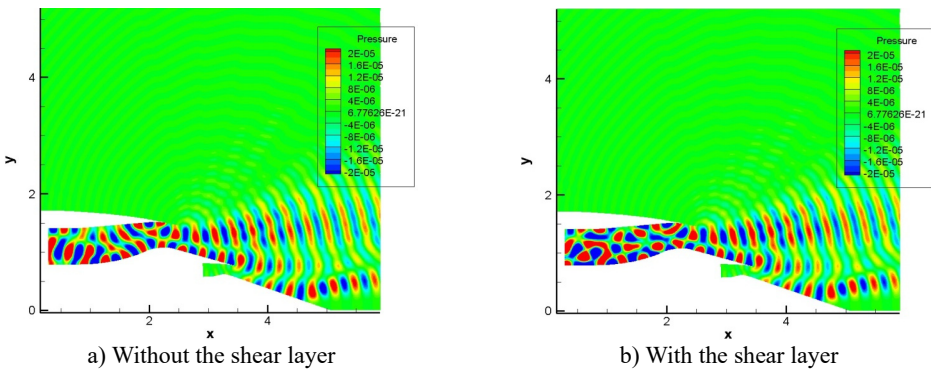 Pressure
2E-05
1.6E-05
1.2E-05
8E-06
4E-06
6.77626E-21
-4E-06
-8E-06
-1.2E-05
-1.6E-05
-2E-05
y
4
2
0
2
4
x
a) Without the shear layer
Pressure
2E-05
1.6E-05
1.2E-05
8E-06
4E-06
6.77626E-21
-4E-06
-8E-06
-1.2E-05
-1.6E-05
-2E-05
y
4
2
0
2
4
x
b) With the shear layer